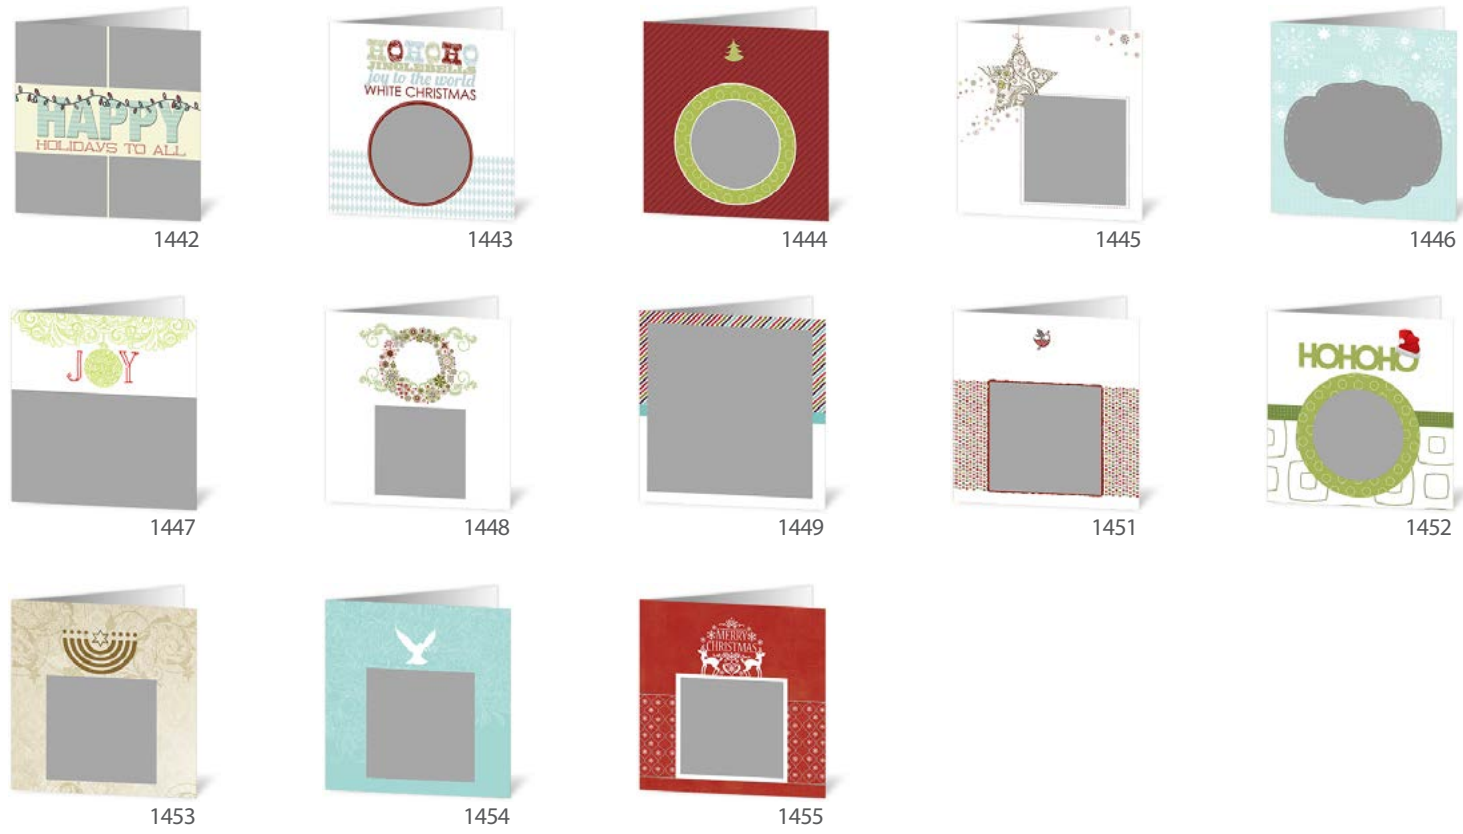 HAPPY
HOLIDAYS TO ALL
1442
HOHOHO
JINGLEBELLS
joy to the world
WHITE CHRISTMAS
1443
1444
1445
1446
JOY
1447
1448
1449
1451
HOHOHO
1452
1453
1454
MERRY
CHRISTMAS
1455